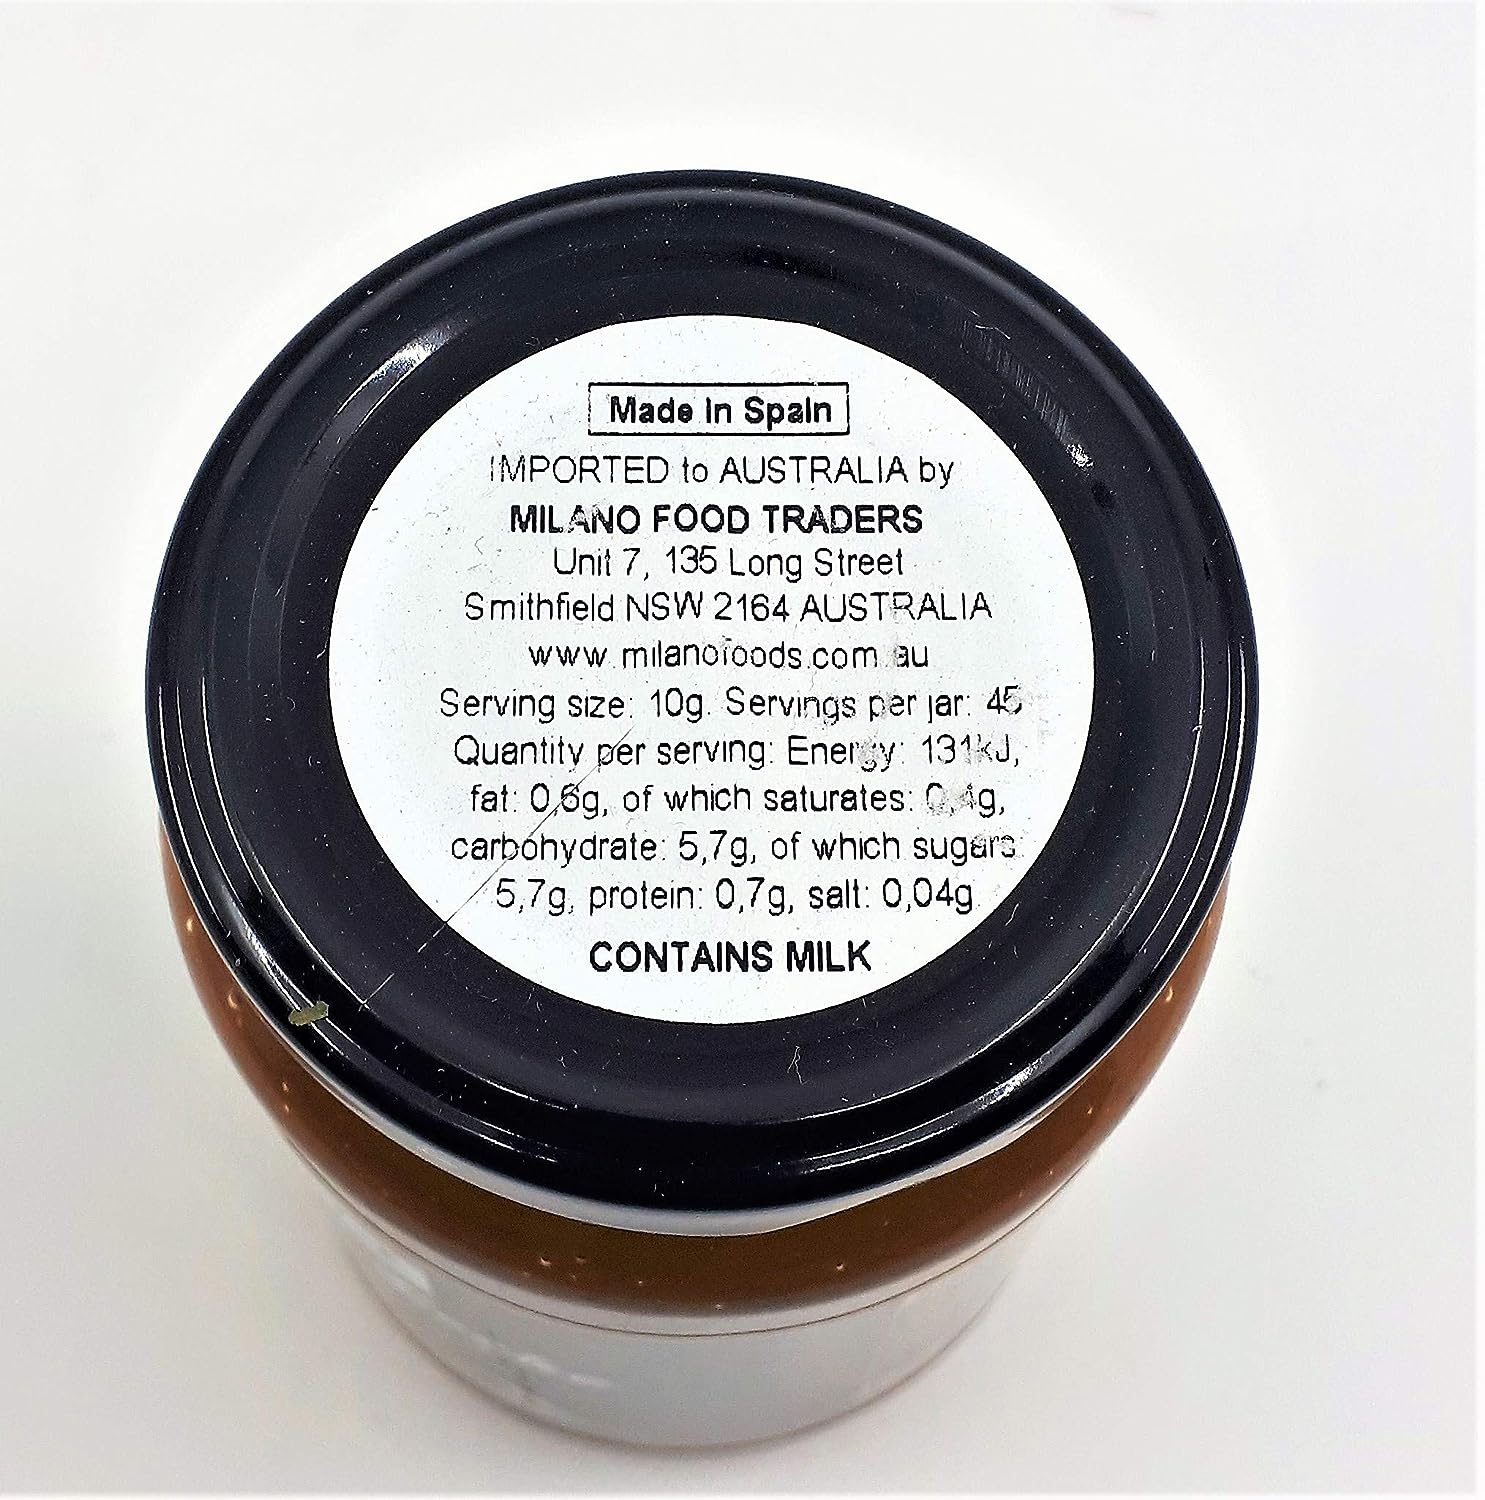 Made in Spain
IMPORTED to AUSTRALIA by
MILANO FOOD TRADERS
Unit 7, 135 Long Street
Smithfield NSW 2164 AUSTRALIA
www.milanofoods.com.au
Serving size: 10g. Servings per jar: 45
Quantity per serving: Energy: 131kJ,
fat: 0,6g, of which saturates: 0,4g,
carbohydrate: 5,7g, of which sugars:
5,7g, protein: 0,7g, salt: 0,04g
CONTAINS MILK